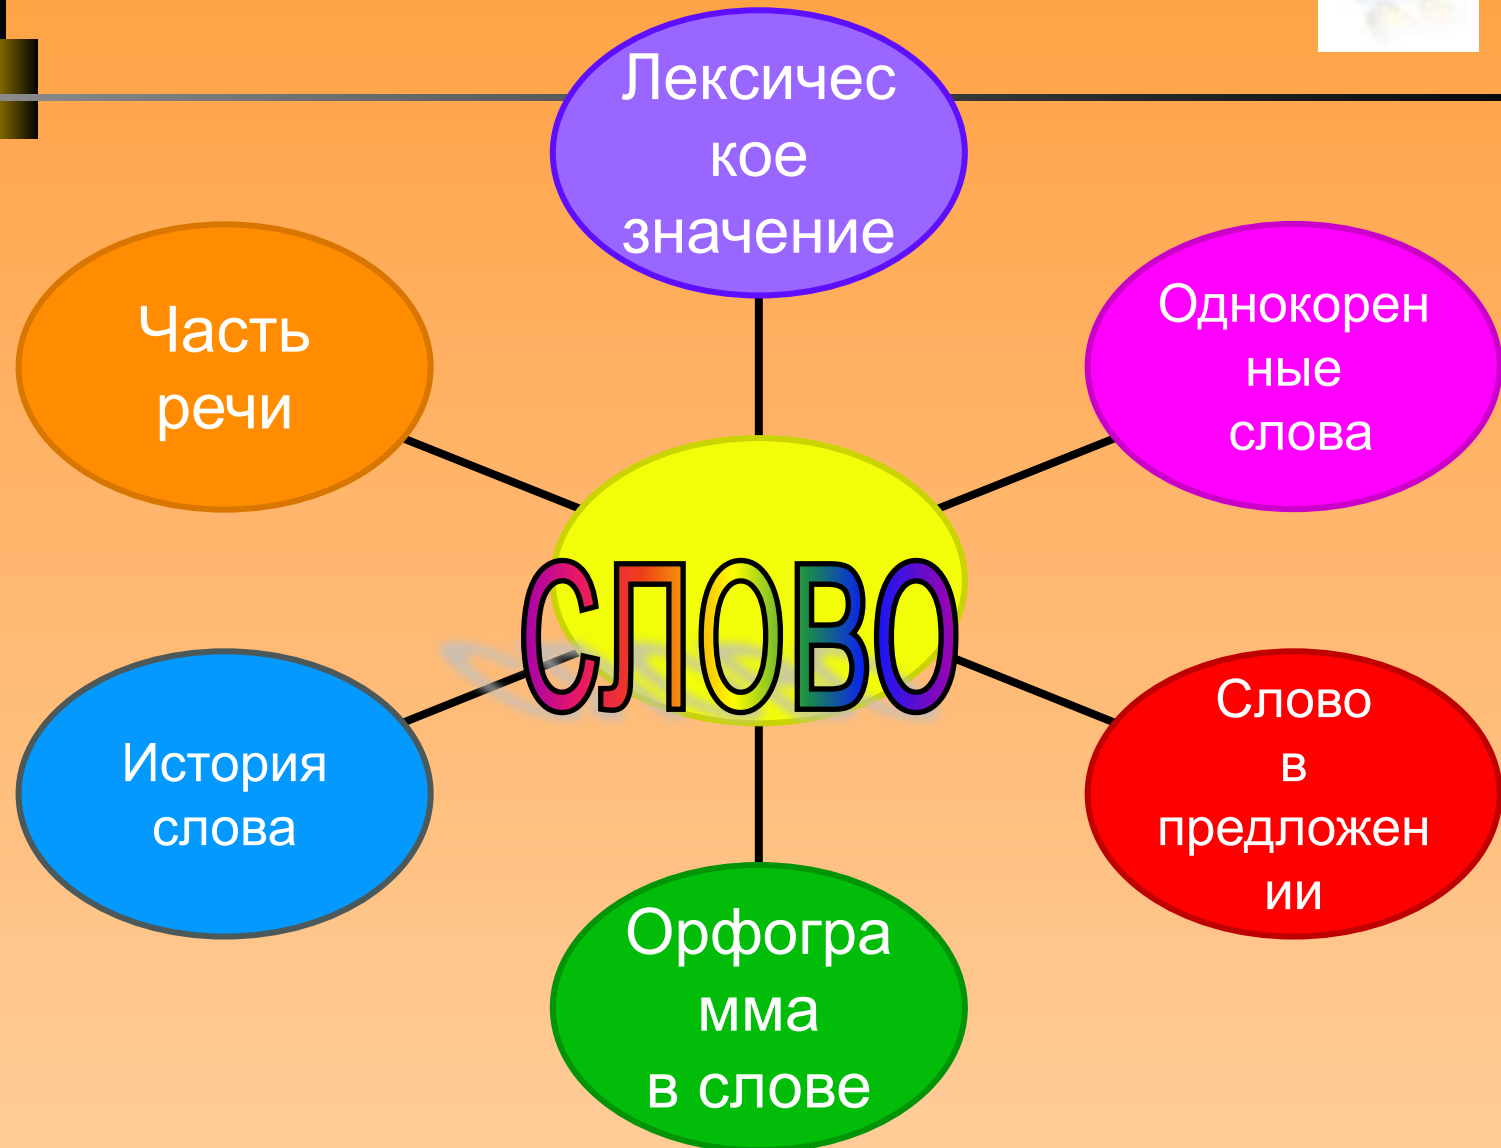 Лексичес
кое
значение
Однокорен
ные
слова
Слово
в
предложен
ии
Орфогра
мма
в слове
История
слова
Часть
речи
СЛОВО